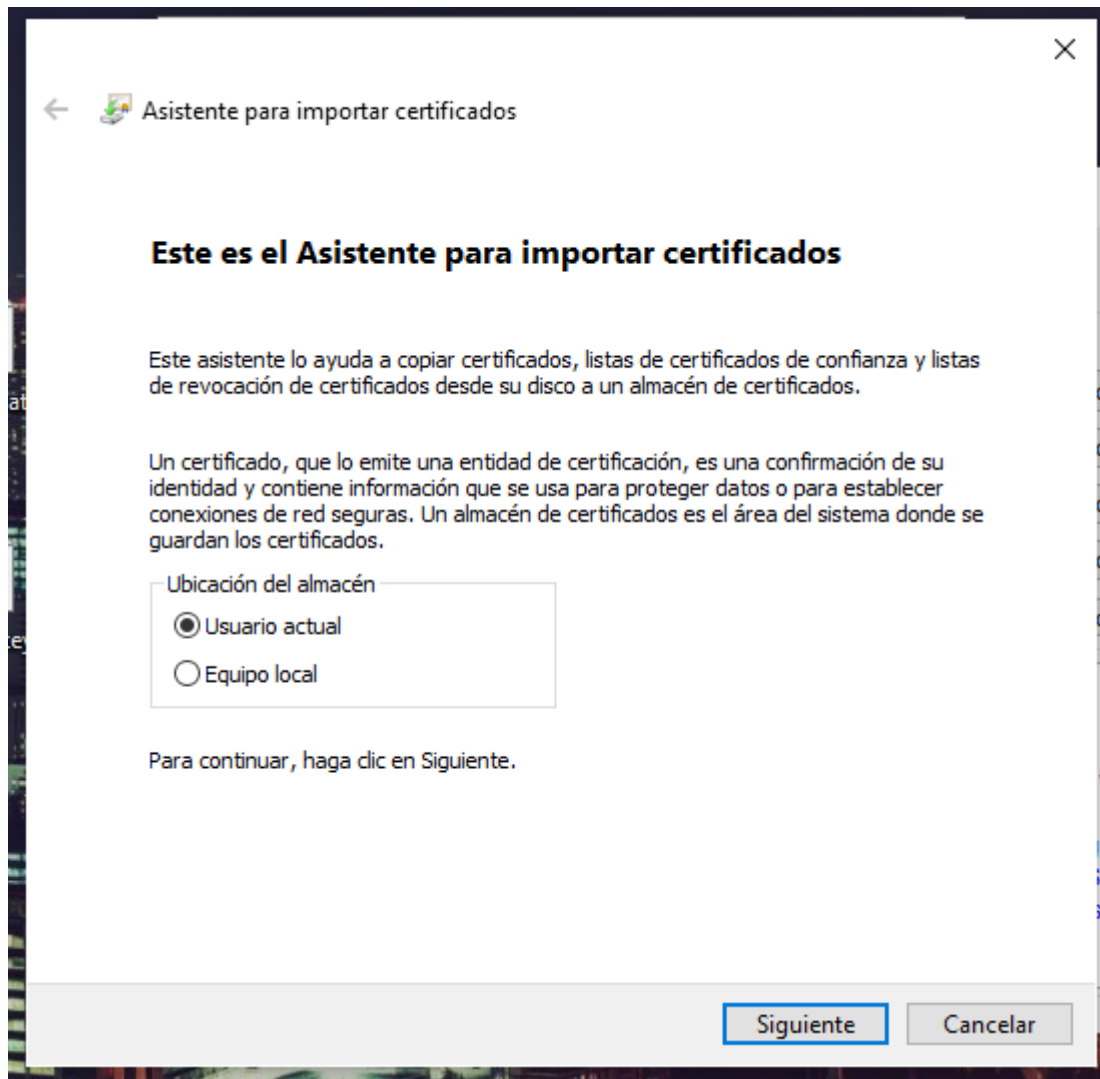 Asistente para importar certificados
Este es el Asistente para importar certificados
Este asistente lo ayuda a copiar certificados, listas de certificados de confianza y listas
de revocación de certificados desde su disco a un almacén de certificados.
Un certificado, que lo emite una entidad de certificación, es una confirmación de su
identidad y contiene información que se usa para proteger datos o para establecer
conexiones de red seguras. Un almacén de certificados es el área del sistema donde se
guardan los certificados.
Ubicación del almacén
Usuario actual
Equipo local
Para continuar, haga clic en Siguiente.
Siguiente
Cancelar